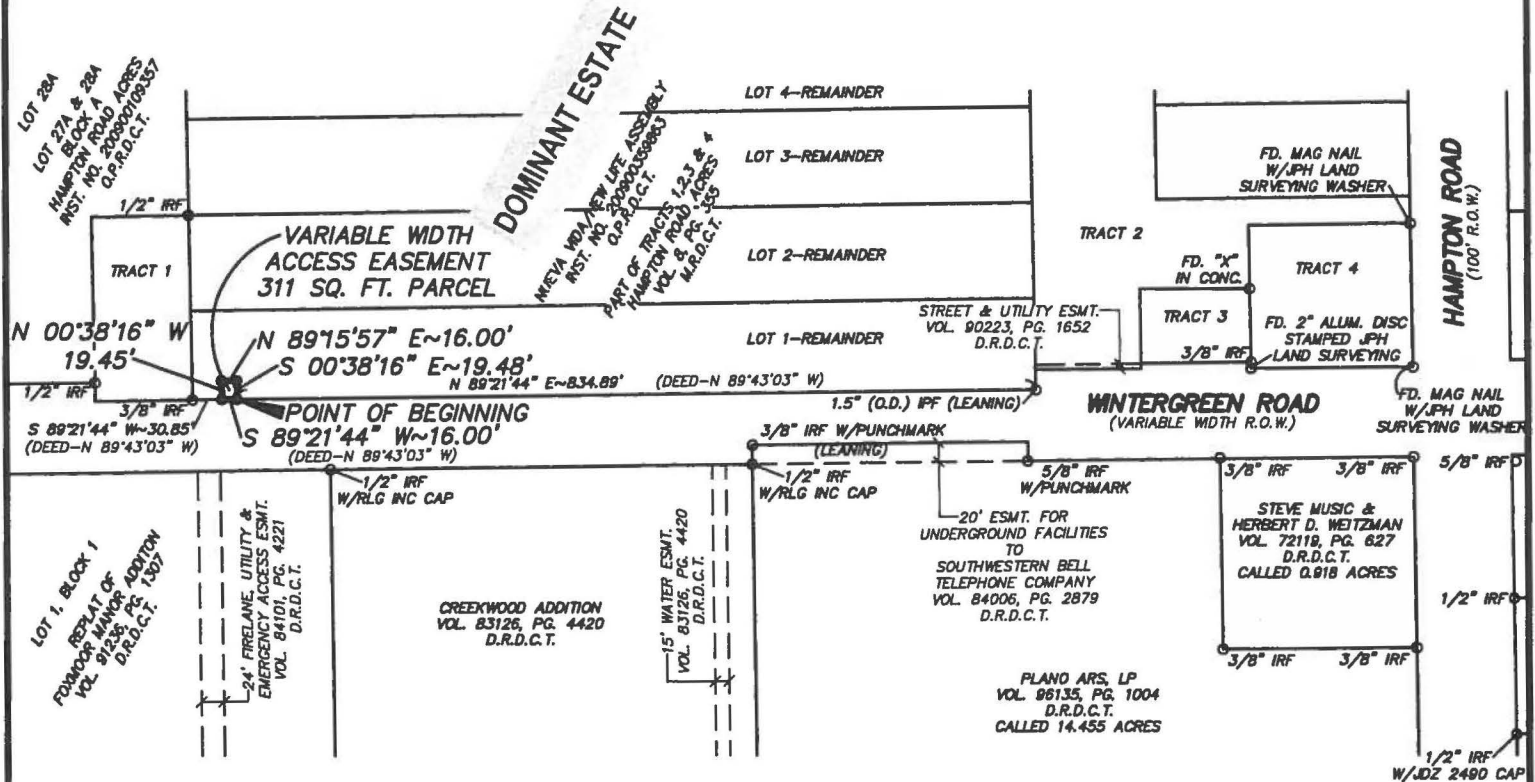 LOT 28A
LOT 27A & 28A
BLOCK A
HAMPTON ROAD ACRES
INST. NO. 200900109357
O.P.R.D.C.T.
1/2" IRF
TRACT 1
VARIABLE WIDTH
ACCESS EASEMENT
311 SQ. FT. PARCEL
DOMINANT ESTATE
NUEVA VIDA/NEW LIFE ASSEMBLY
INST. NO. 200900359863
O.P.R.D.C.T.
PART OF TRACTS 1,2,3 & 4
HAMPTON ROAD ACRES
VOL. 8, PG. 355
M.R.D.C.T.
LOT 4-REMAINDER
LOT 3-REMAINDER
LOT 2-REMAINDER
LOT 1-REMAINDER
TRACT 2
FD. MAG NAIL
W/JPH LAND
SURVEYING WASHER
FD. "X"
IN CONC.
TRACT 4
TRACT 3
HAMPTON ROAD
(100' R.O.W.)
STREET & UTILITY ESMT.
VOL. 90223, PG. 1652
D.R.D.C.T.
3/8" IRF
FD. 2" ALUM. DISC
STAMPED JPH
LAND SURVEYING
N 00°38'16" W
19.45'
N 89°15'57" E~16.00'
S 00°38'16" E~19.48'
N 89°21'44" E~834.89' (DEED-N 89°43'03" W)
1/2" IRF
3/8" IRF
S 89°21'44" W~30.85'
(DEED-N 89°43'03" W)
POINT OF BEGINNING
S 89°21'44" W~16.00'
(DEED-N 89°43'03" W)
1.5" (O.D.) IPF (LEANING)
WINTERGREEN ROAD
(VARIABLE WIDTH R.O.W.)
FD. MAG NAIL
W/JPH LAND
SURVEYING WASHER
3/8" IRF W/PUNCHMARK
(LEANING)
1/2" IRF
W/RLG INC CAP
1/2" IRF
W/RLG INC CAP
5/8" IRF
W/PUNCHMARK
3/8" IRF
3/8" IRF
5/8" IRF
LOT 1, BLOCK 1
REPLAT OF
FOXMOOR MANOR ADDITON
VOL. 91236, PG. 1307
D.R.D.C.T.
24' FIRELANE, UTILITY &
EMERGENCY ACCESS ESMT.
VOL. 84101, PG. 4221
D.R.D.C.T.
CREEKWOOD ADDITION
VOL. 83126, PG. 4420
D.R.D.C.T.
15' WATER ESMT.
VOL. 83126, PG. 4420
D.R.D.C.T.
20' ESMT. FOR
UNDERGROUND FACILITIES
TO
SOUTHWESTERN BELL
TELEPHONE COMPANY
VOL. 84006, PG. 2879
D.R.D.C.T.
STEVE MUSIC &
HERBERT D. WEITZMAN
VOL. 72119, PG. 627
D.R.D.C.T.
CALLED 0.918 ACRES
1/2" IRF
3/8" IRF
3/8" IRF
PLANO ARS, LP
VOL. 96135, PG. 1004
D.R.D.C.T.
CALLED 14.455 ACRES
1/2" IRF
W/JDZ 2490 CAP